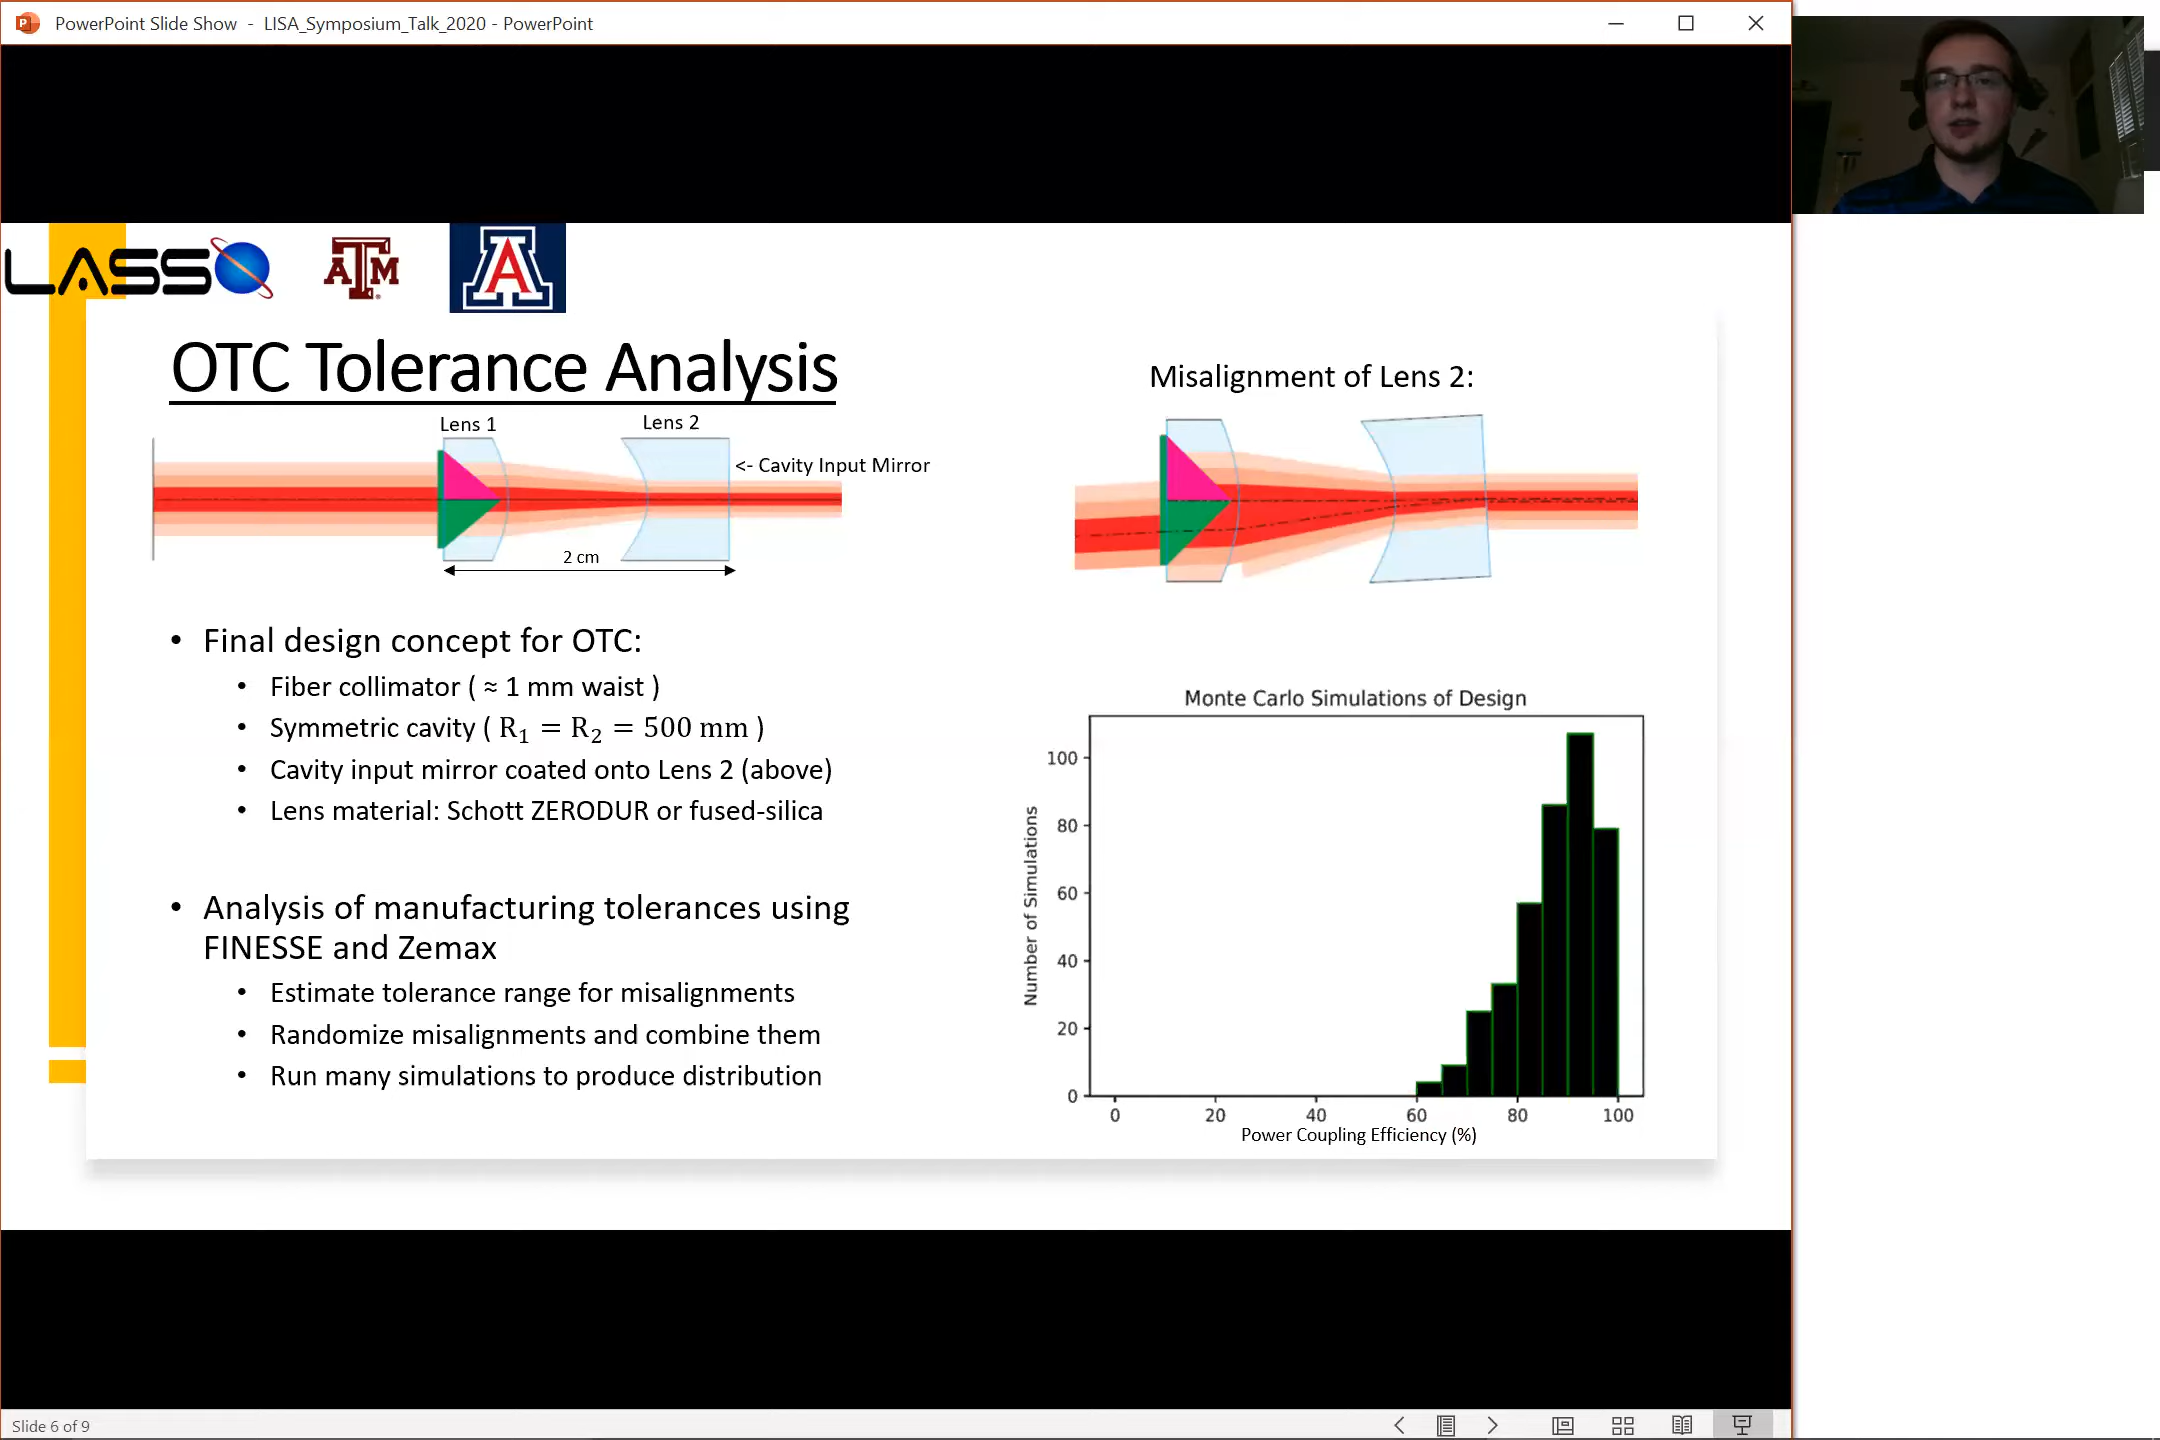 PowerPoint Slide Show - LISA_Symposium_Talk_2020 - PowerPoint
LASSO
ATM
A
OTC Tolerance Analysis
Lens 1
Lens 2
<- Cavity Input Mirror
2 cm
Misalignment of Lens 2:
• Final design concept for OTC:
• Fiber collimator ( ≈ 1 mm waist )
• Symmetric cavity ( R₁ = R₂ = 500 mm )
• Cavity input mirror coated onto Lens 2 (above)
• Lens material: Schott ZERODUR or fused-silica
• Analysis of manufacturing tolerances using
FINESSE and Zemax
• Estimate tolerance range for misalignments
• Randomize misalignments and combine them
• Run many simulations to produce distribution
Monte Carlo Simulations of Design
Number of Simulations
100
80
60
40
20
0
0 20 40 60 80 100
Power Coupling Efficiency (%)
Slide 6 of 9